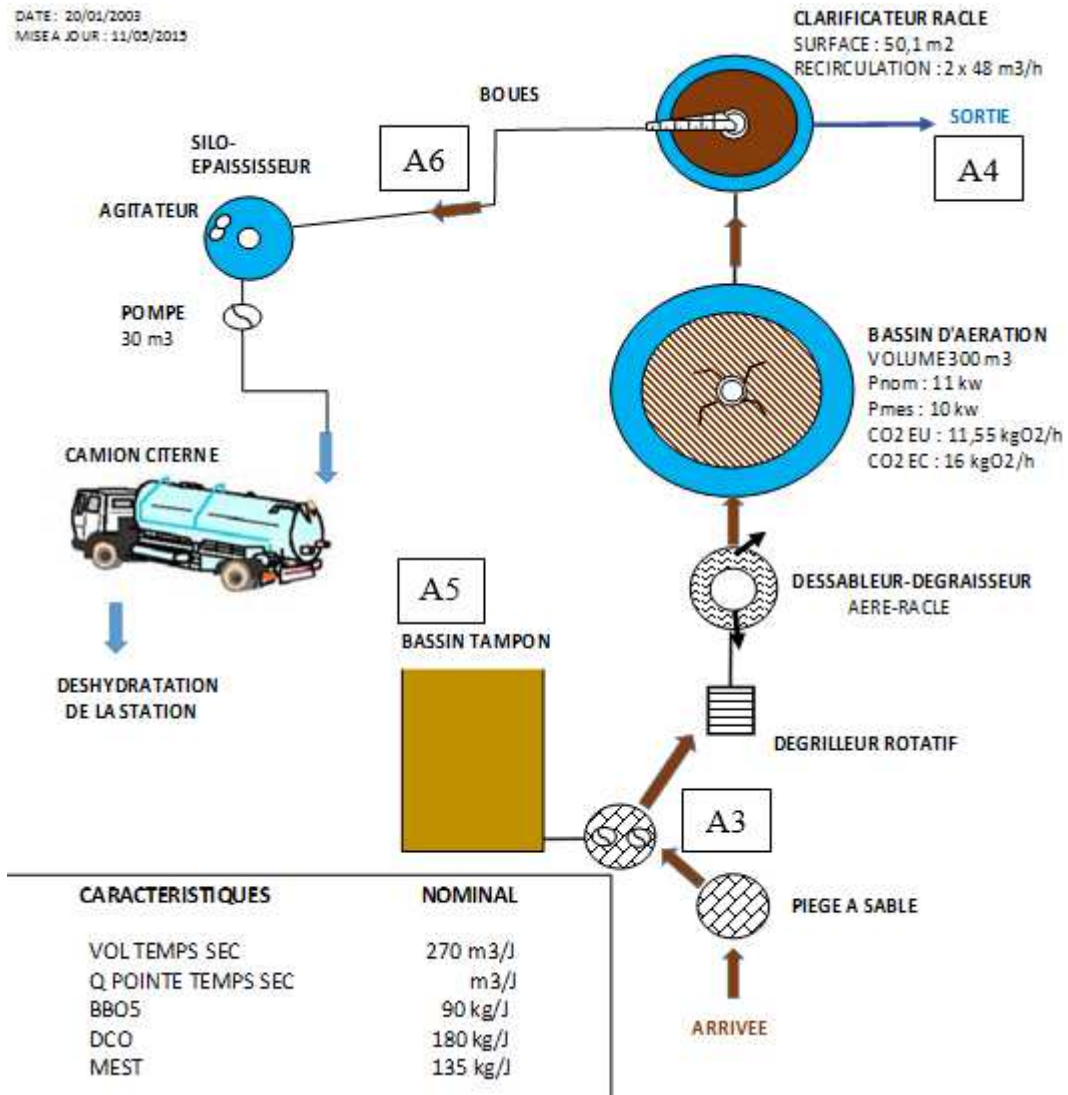 DATE : 20/01/2003
MISE A JOUR : 11/05/2015
CLARIFICATEUR RACLE
SURFACE : 50,1 m2
RECIRCULATION : 2 x 48 m3/h
BOUES
SORTIE
A4
SILO-
EPAISSISSEUR
A6
AGITATEUR
POMPE
30 m3
BASSIN D'AERATION
VOLUME 300 m3
Pnom : 11 kw
Pmes : 10 kw
CO2 EU : 11,55 kgO2/h
CO2 EC : 16 kgO2/h
CAMION CITERNE
A5
DESSABLEUR-DEGRAISSEUR
AERE-RACLE
BASSIN TAMPON
DESHYDRATATION
DE LA STATION
DEGRILLEUR ROTATIF
A3
PIEGE A SABLE
ARRIVEE
CARACTERISTIQUES NOMINAL
VOL TEMPS SEC 270 m3/J
Q POINTE TEMPS SEC m3/J
BBO5 90 kg/J
DCO 180 kg/J
MEST 135 kg/J